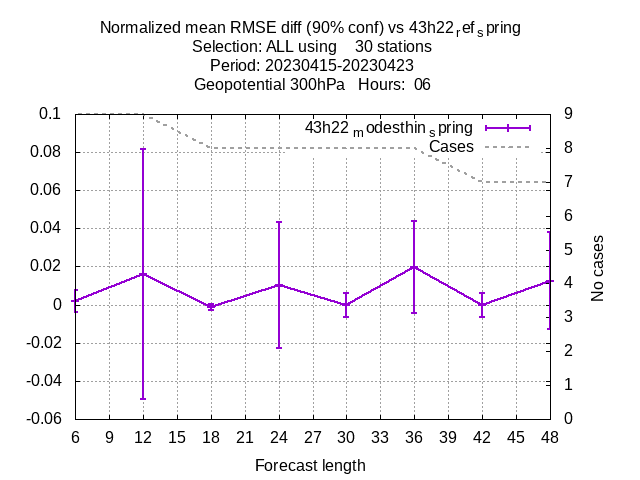 Normalized mean RMSE diff (90% conf) vs 43h22ref spring
Selection: ALL using    30 stations
Period: 20230415-20230423
Geopotential 300hPa   Hours:  06
43h22modesthinspring
Cases
0.1
0.08
0.06
0.04
0.02
0
-0.02
-0.04
-0.06
9
8
7
6
5
4
3
2
1
0
No cases
6 9 12 15 18 21 24 27 30 33 36 39 42 45 48
Forecast length